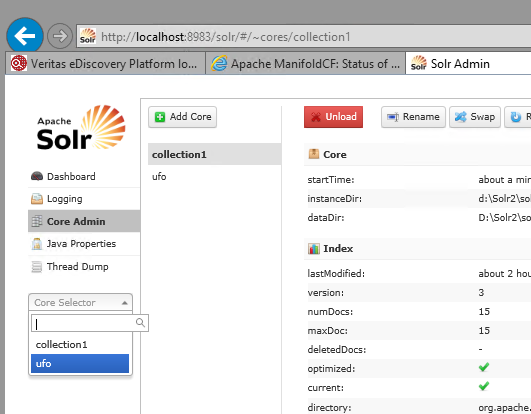 http://localhost:8983/solr/#/~cores/collection1
Veritas eDiscovery Platform lo...
Apache ManifoldCF: Status of ...
Solr Admin
Apache
Solr
Dashboard
Logging
Core Admin
Java Properties
Thread Dump
Core Selector
collection1
ufo
Add Core
collection1
ufo
Unload
Rename
Swap
Core
startTime: about a min
instanceDir: d:\Solr2\so
dataDir: D:\Solr2\so
Index
lastModified: about 2 hou
version: 3
numDocs: 15
maxDoc: 15
deletedDocs: -
optimized:
current:
directory: org.apache.